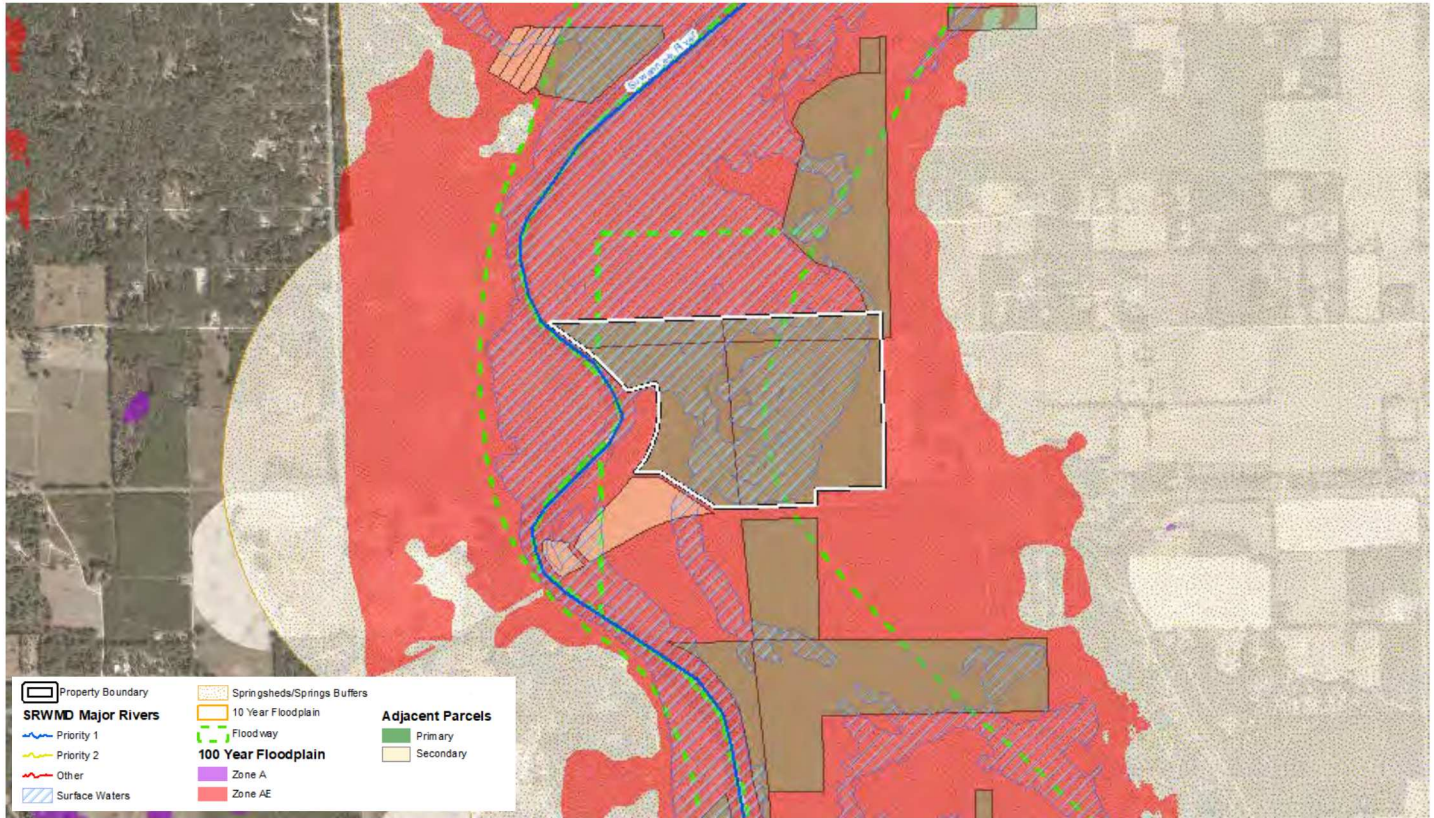 Suwannee River
Property Boundary
SRWMD Major Rivers
Priority 1
Priority 2
Other
Surface Waters
Springsheds/Springs Buffers
10 Year Floodplain
Floodway
100 Year Floodplain
Zone A
Zone AE
Adjacent Parcels
Primary
Secondary